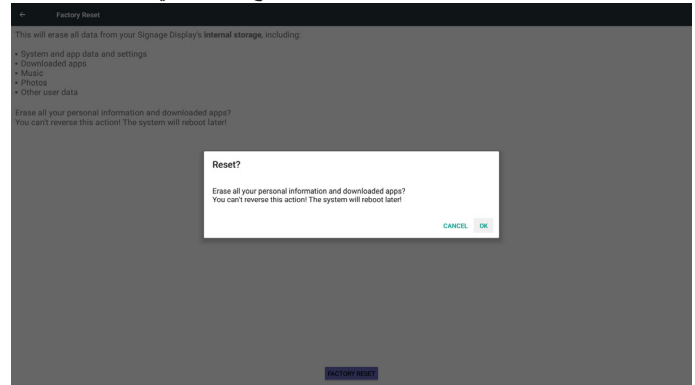 ← Factory Reset
This will erase all data from your Signage Display's internal storage, including:
• System and app data and settings
• Downloaded apps
• Music
• Photos
• Other user data
Erase all your personal information and downloaded apps?
You can't reverse this action! The system will reboot later!
Reset?
Erase all your personal information and downloaded apps?
You can't reverse this action! The system will reboot later!
CANCEL OK
FACTORY RESET